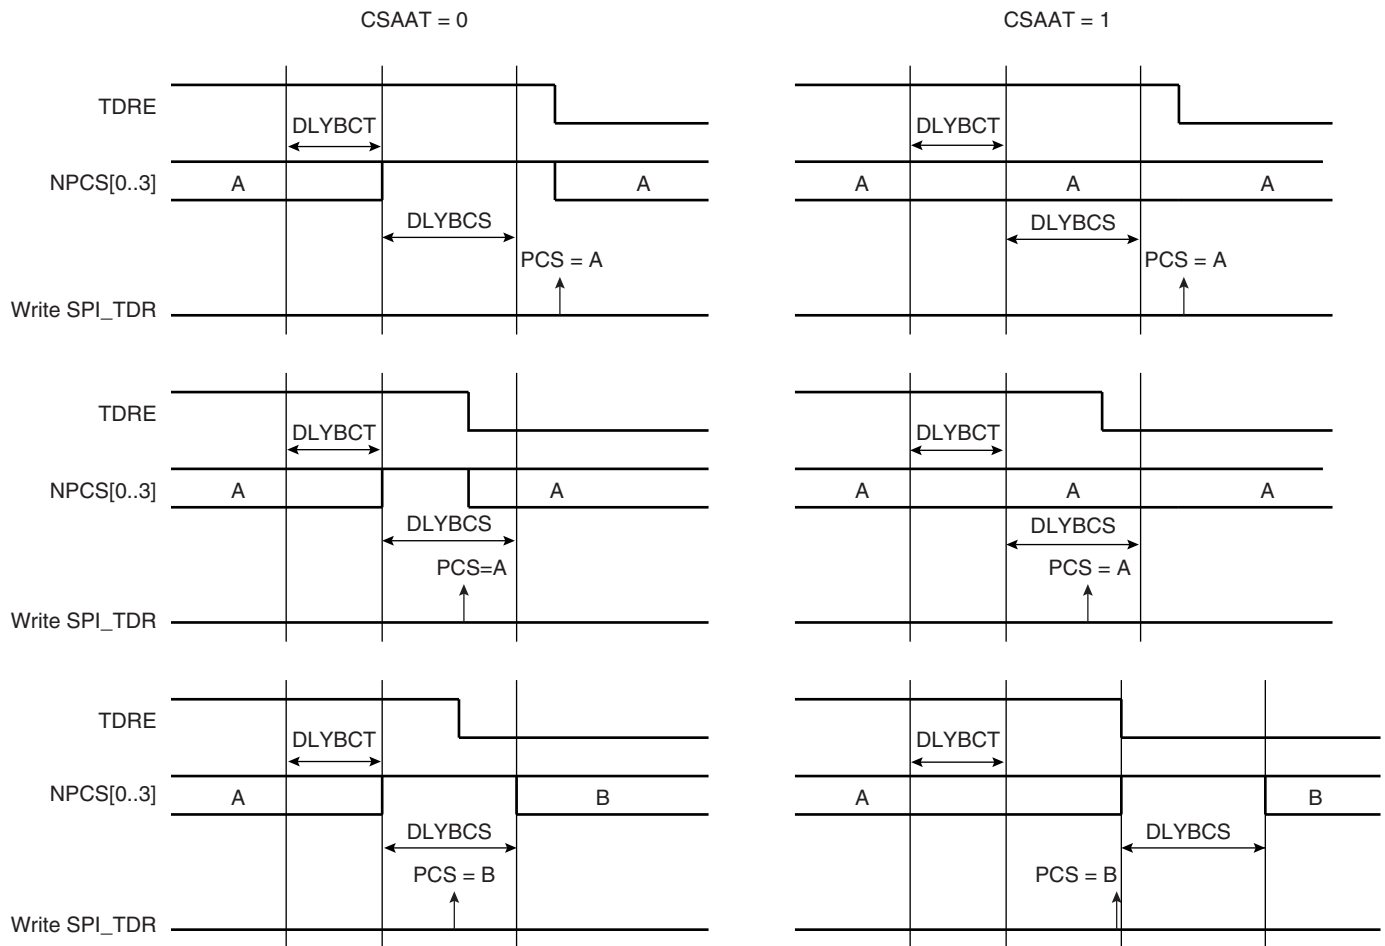 CSAAT = 0
CSAAT = 1
TDRE
DLYBCT
DLYBCT
NPCS[0..3]
A
A
A
A
A
DLYBCS
DLYBCS
PCS = A
PCS = A
Write SPI_TDR
TDRE
DLYBCT
DLYBCT
NPCS[0..3]
A
A
A
A
A
DLYBCS
DLYBCS
PCS=A
PCS = A
Write SPI_TDR
TDRE
DLYBCT
DLYBCT
NPCS[0..3]
A
B
A
B
DLYBCS
DLYBCS
PCS = B
PCS = B
Write SPI_TDR